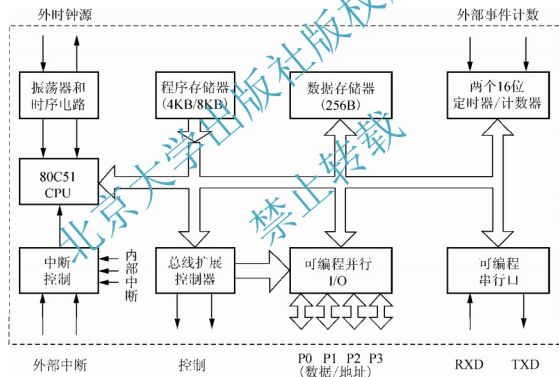 外时钟源
外部事件计数
振荡器和
时序电路
程序存储器
(4KB/8KB)
数据存储器
(256B)
两个16位
定时器/计数器
80C51
CPU
中断
控制
内部中断
总线扩展
控制器
可编程并行
I/O
可编程
串行口
外部中断
控制
P0 P1 P2 P3
(数据/地址)
RXD
TXD
北京大学出版社版权
禁止转载